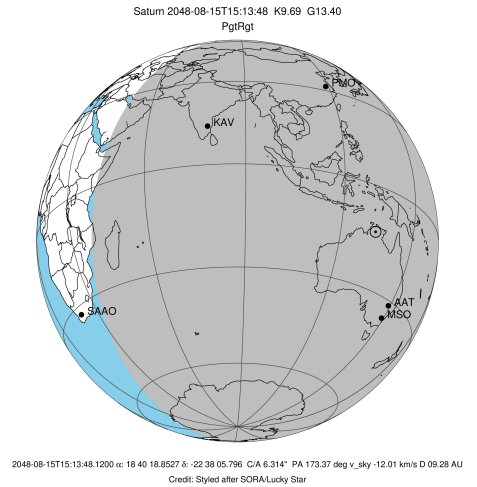 Saturn 2048-08-15T15:13:48 K9.69 G13.40
PgtRgt
PMO
KAV
AAT
MSO
SAAO
2048-08-15T15:13:48.1200 α: 18 40 18.8527 δ: -22 38 05.796 C/A 6.314" PA 173.37 deg v_sky -12.01 km/s D 09.28 AU
Credit: Styled after SORA/Lucky Star